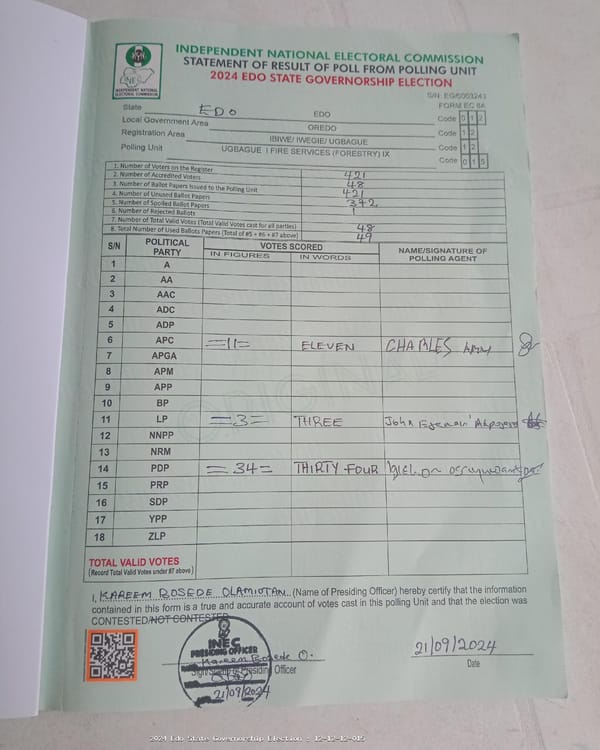 INDEPENDENT NATIONAL ELECTORAL COMMISSION
STATEMENT OF RESULT OF POLL FROM POLLING UNIT
2024 EDO STATE GOVERNORSHIP ELECTION
INEC
INDEPENDENT NATIONAL ELECTORAL COMMISSION
S/N: EG/0003243
FORM EC 8A
State EDO EDO Code 0 1 2
Local Government Area OREDO Code 1 2
Registration Area IBIWE/ IWEGIE/ UGBAGUE Code 1 2
Polling Unit UGBAGUE I FIRE SERVICES (FORESTRY) IX Code 0 1 5
1. Number of Voters on the Register 421
2. Number of Accredited Voters 48
3. Number of Ballot Papers Issued to the Polling Unit 421
4. Number of Unused Ballot Papers 372
5. Number of Spoiled Ballot Papers 1
6. Number of Rejected Ballots
7. Number of Total Valid Votes (Total Valid Votes cast for all parties) 48
8. Total Number of Used Ballots Papers (Total of #5 + #6 + #7 above) 49
S/N POLITICAL PARTY VOTES SCORED NAME/SIGNATURE OF POLLING AGENT
IN FIGURES IN WORDS
1 A
2 AA
3 AAC
4 ADC
5 ADP
6 APC =11= ELEVEN CHARLES
7 APGA
8 APM
9 APP
10 BP
11 LP =3= THREE John
12 NNPP
13 NRM
14 PDP =34= THIRTY FOUR
15 PRP
16 SDP
17 YPP
18 ZLP
TOTAL VALID VOTES
(Record Total Valid Votes under #7 above)
ORIGINAL
I, KAREEM BOSEDE OLAMIOTAN (Name of Presiding Officer) hereby certify that the information
contained in this form is a true and accurate account of votes cast in this polling Unit and that the election was
CONTESTED/NOT CONTESTED
INEC
PRESIDING OFFICER
Kareem Bosede O.
Sign Presiding Officer
21/09/2024
21/09/2024
Date
2024 Edo State Governorship Election : 12-12-12-015